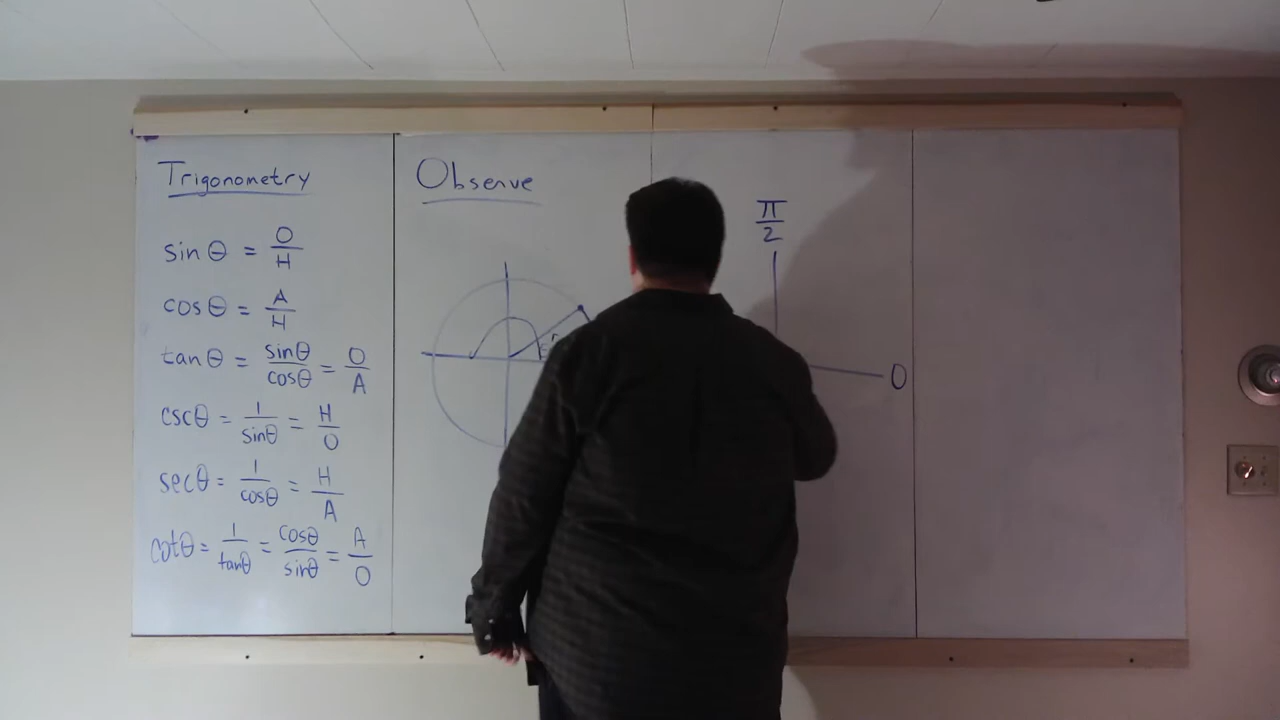 Trigonometry
sinθ = O/H
cosθ = A/H
tanθ = sinθ/cosθ = O/A
cscθ = 1/sinθ = H/O
secθ = 1/cosθ = H/A
cotθ = 1/tanθ = cosθ/sinθ = A/O
Observe
r
π/2
0